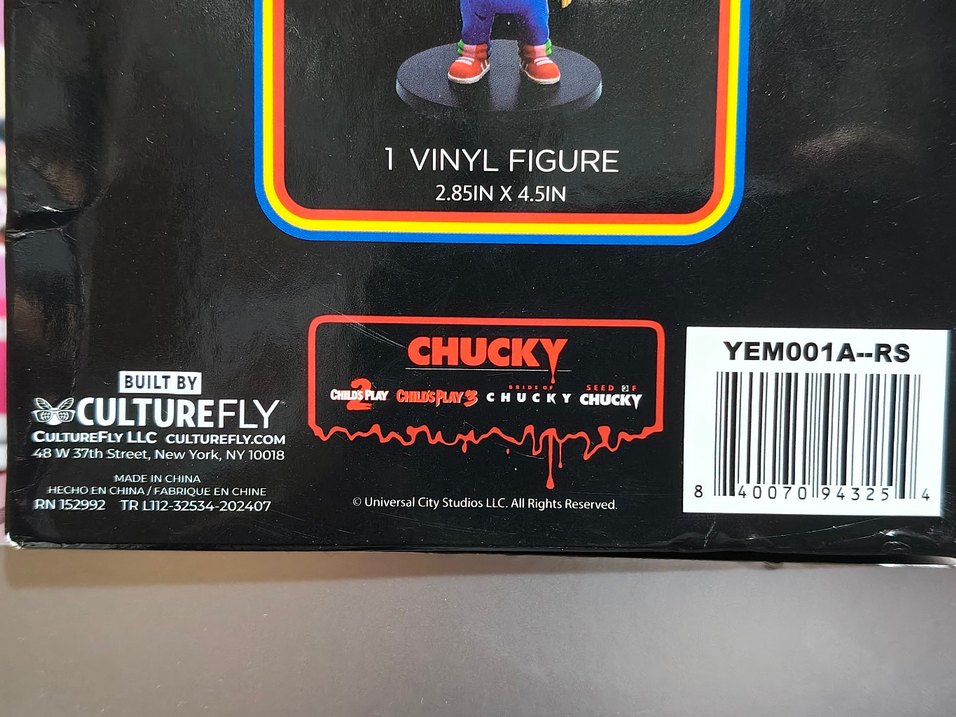 1 VINYL FIGURE
2.85IN X 4.5IN
CHUCKY
CHILD'S PLAY 2 CHILD'S PLAY 3 BRIDE OF CHUCKY SEED OF CHUCKY
BUILT BY
CULTUREFLY™
CULTUREFLY LLC CULTUREFLY.COM
48 W 37th Street, New York, NY 10018
MADE IN CHINA
HECHO EN CHINA / FABRIQUE EN CHINE
RN 152992 TR L112-32534-202407
© Universal City Studios LLC. All Rights Reserved.
YEM001A--RS
8 40070 94325 4